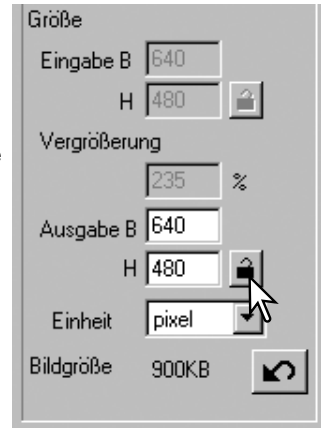 Größe
Eingabe B 640
H 480
Vergrößerung
235 %
Ausgabe B 640
H 480
Einheit pixel
Bildgröße 900KB